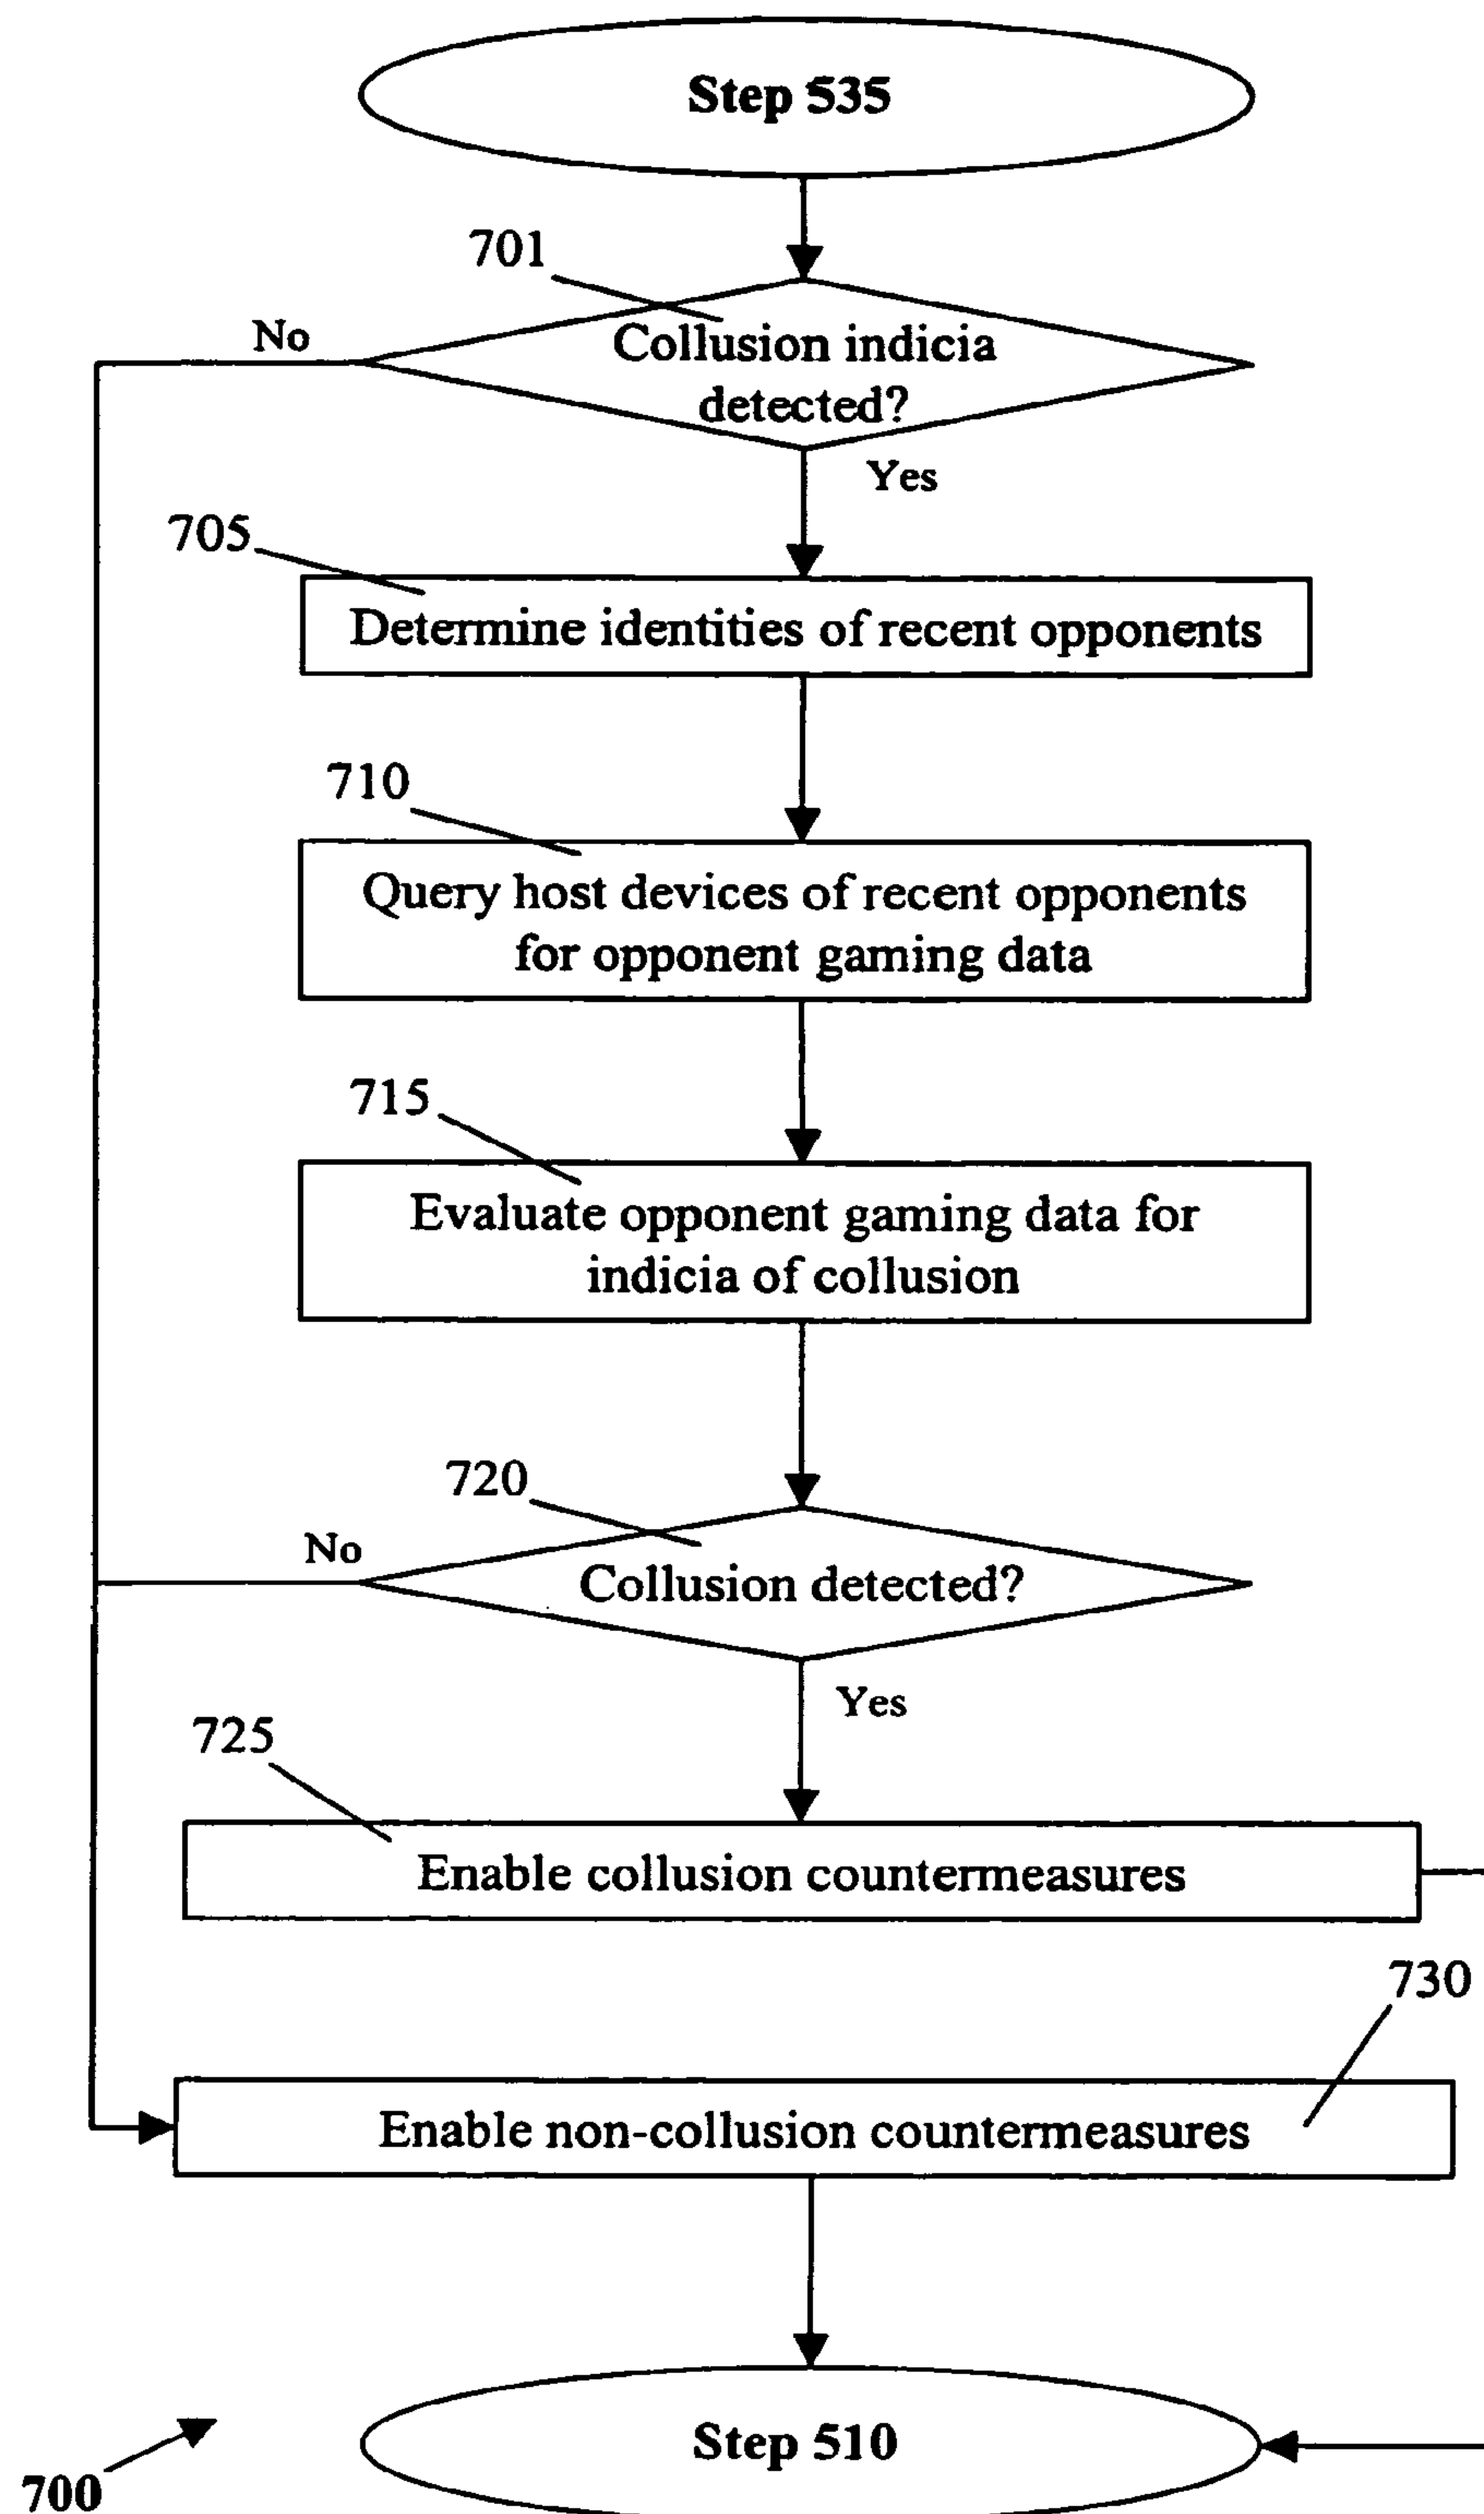 Step 535
701
No
Collusion indicia
detected?
Yes
705
Determine identities of recent opponents
710
Query host devices of recent opponents
for opponent gaming data
715
Evaluate opponent gaming data for
indicia of collusion
720
No
Collusion detected?
Yes
725
Enable collusion countermeasures
730
Enable non-collusion countermeasures
Step 510
700